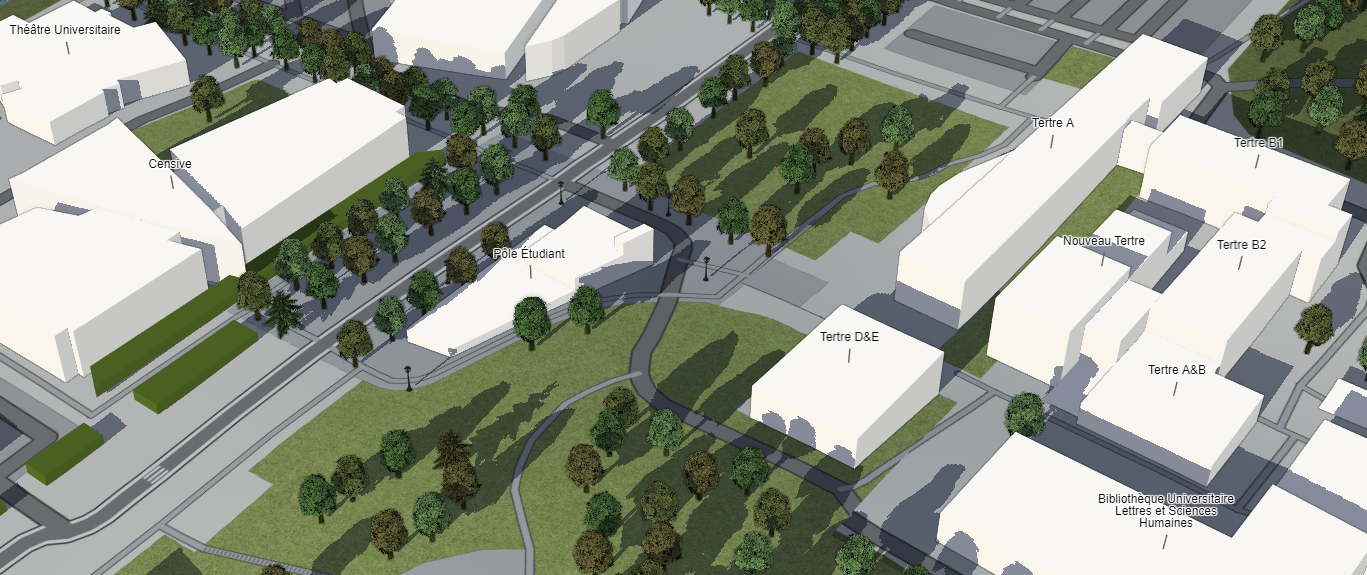 Théâtre Universitaire
Tertre A
Tertre B1
Censive
Nouveau Tertre
Tertre B2
Pôle Étudiant
Tertre D&E
Tertre A&B
Bibliothèque Universitaire
Lettres et Sciences
Humaines